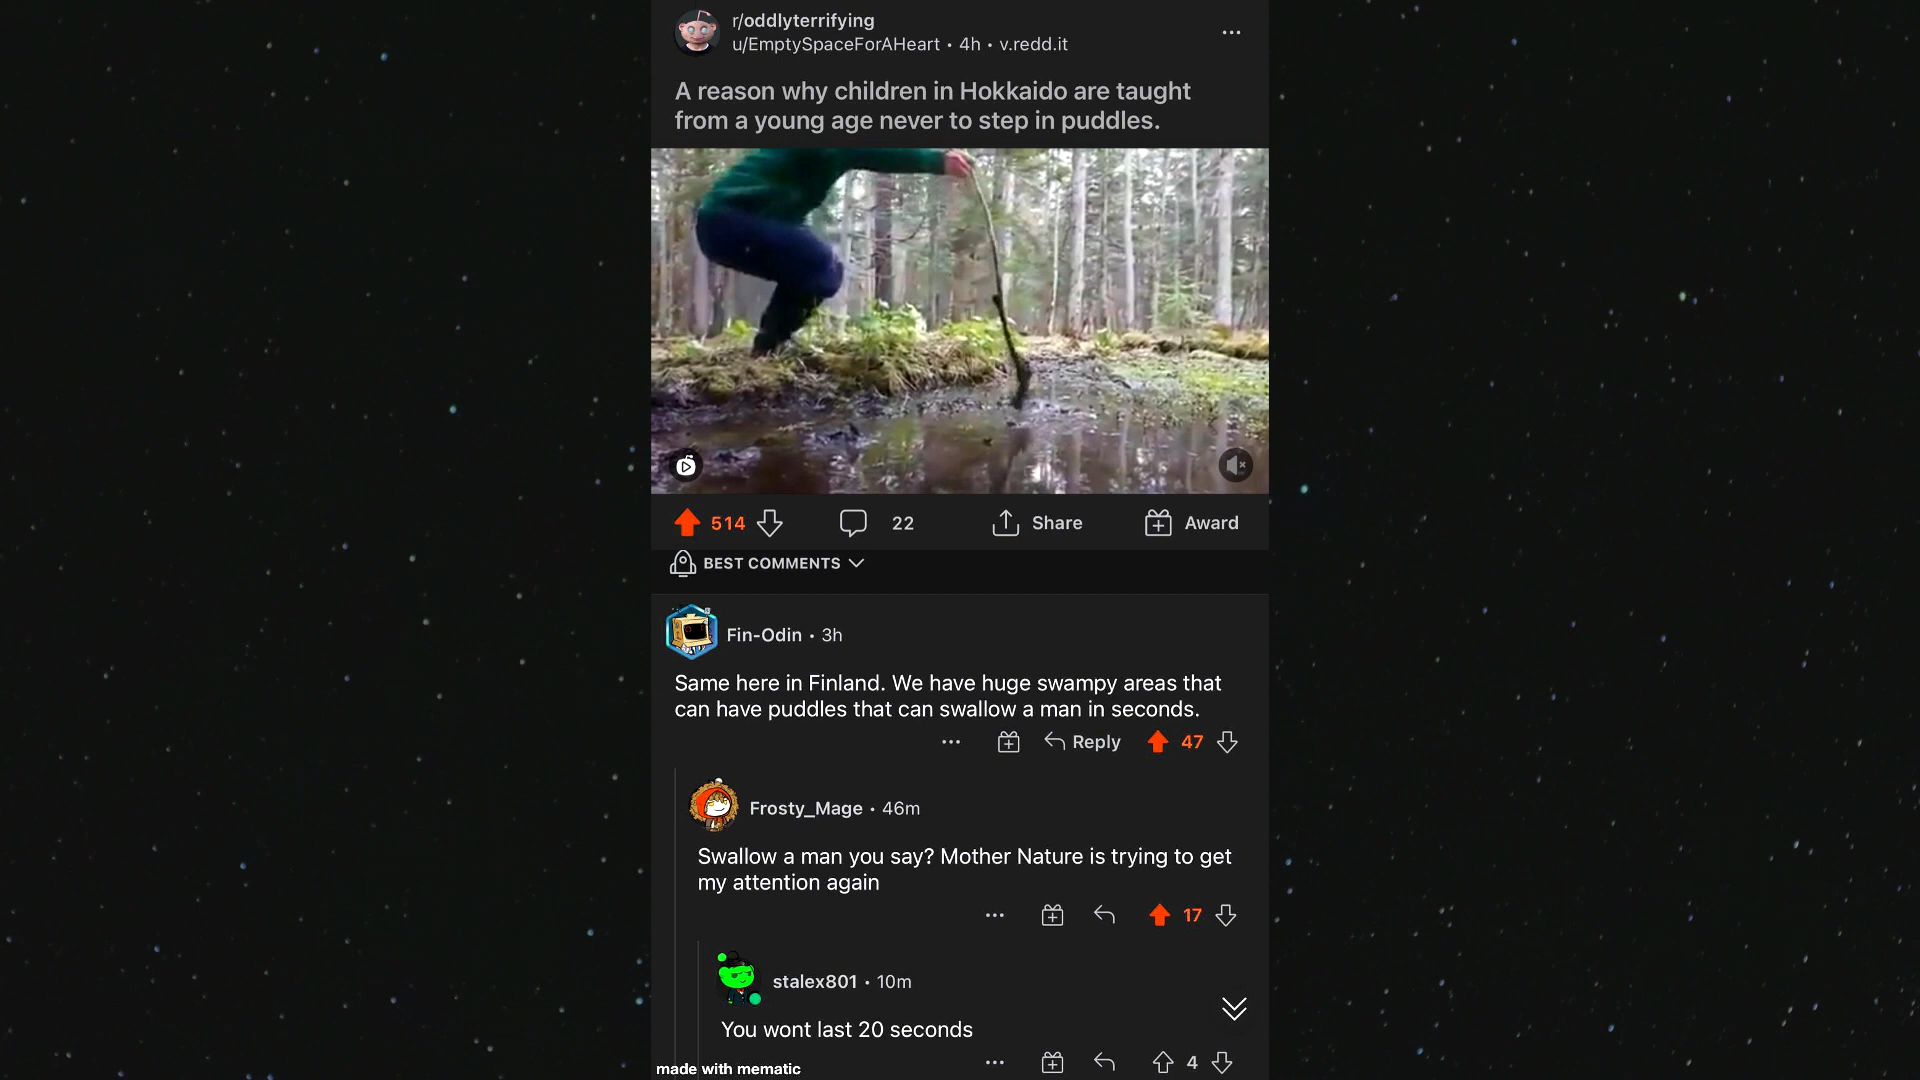 r/oddlyterrifying
u/EmptySpaceForAHeart • 4h • v.redd.it
A reason why children in Hokkaido are taught
from a young age never to step in puddles.
514 22 Share Award
BEST COMMENTS
Fin-Odin • 3h
Same here in Finland. We have huge swampy areas that
can have puddles that can swallow a man in seconds.
Reply 47
Frosty_Mage • 46m
Swallow a man you say? Mother Nature is trying to get
my attention again
17
stalex801 • 10m
You wont last 20 seconds
4
made with mematic